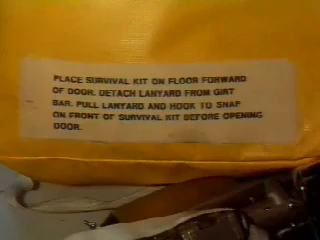 PLACE SURVIVAL KIT ON FLOOR FORWARD
OF DOOR. DETACH LANYARD FROM GIRT
BAR. PULL LANYARD AND HOOK TO SNAP
ON FRONT OF SURVIVAL KIT BEFORE OPENING
DOOR.